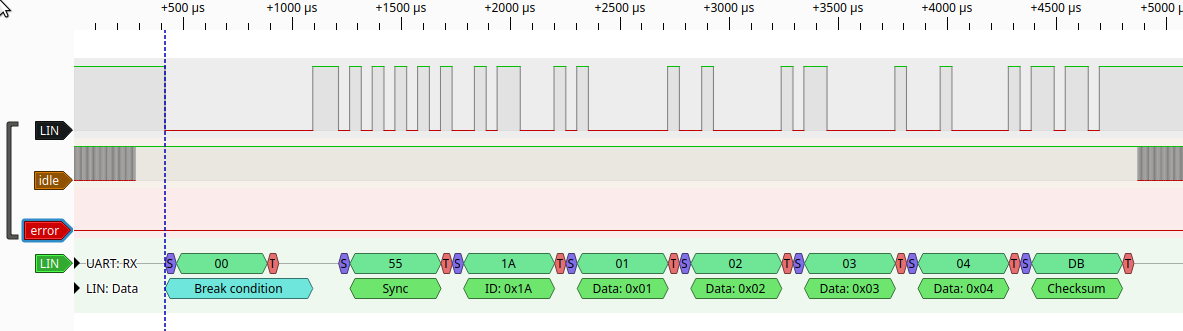 +500 µs +1000 µs +1500 µs +2000 µs +2500 µs +3000 µs +3500 µs +4000 µs +4500 µs +5000 µs
LIN
idle
error
LIN UART: RX S 00 T S 55 T S 1A T S 01 T S 02 T S 03 T S 04 T S DB T
LIN: Data Break condition Sync ID: 0x1A Data: 0x01 Data: 0x02 Data: 0x03 Data: 0x04 Checksum